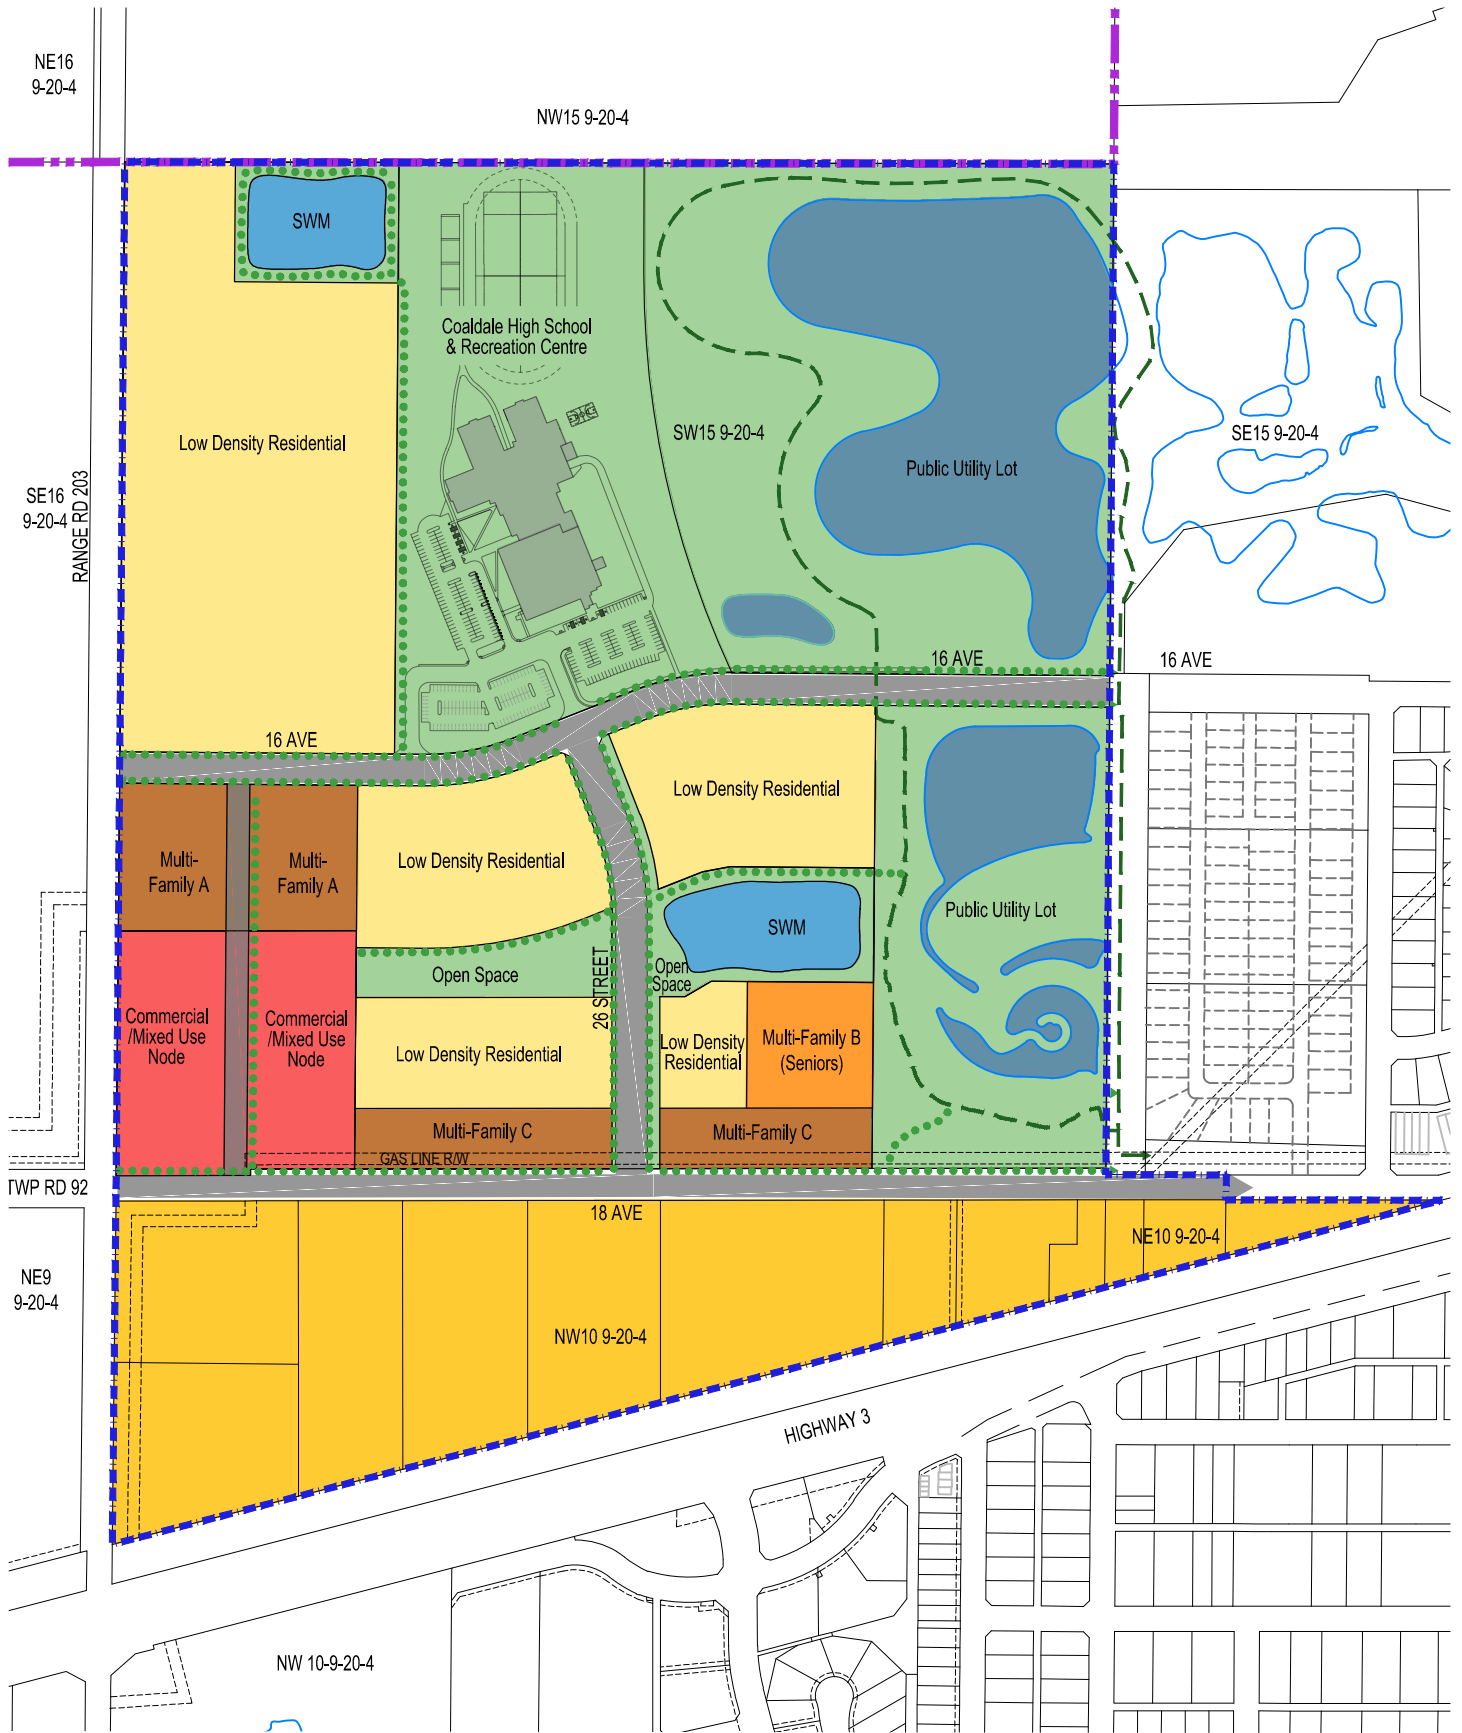 NE16
9-20-4
NW15 9-20-4
SWM
Coaldale High School
& Recreation Centre
Low Density Residential
SW15 9-20-4
SE15 9-20-4
Public Utility Lot
SE16
9-20-4
RANGE RD 203
16 AVE
16 AVE
16 AVE
Low Density Residential
Multi-
Family A
Multi-
Family A
Low Density Residential
Public Utility Lot
SWM
Open Space
Open
Space
26 STREET
Commercial
/Mixed Use
Node
Commercial
/Mixed Use
Node
Low Density Residential
Low Density
Residential
Multi-Family B
(Seniors)
Multi-Family C
Multi-Family C
GAS LINE R/W
TWP RD 92
18 AVE
NE10 9-20-4
NE9
9-20-4
NW10 9-20-4
HIGHWAY 3
NW 10-9-20-4